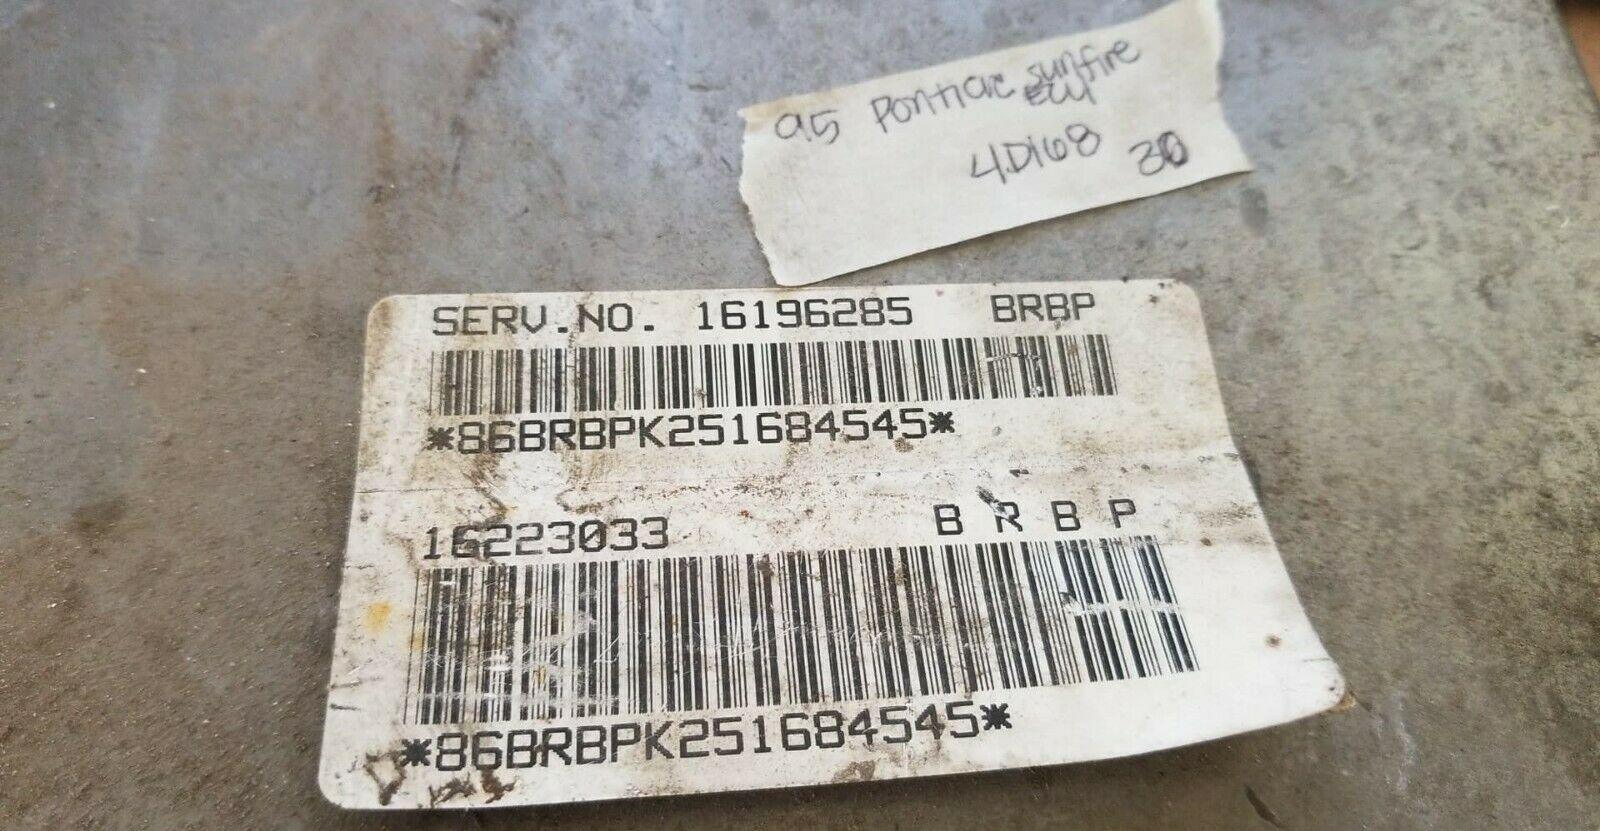 95 Pontiac sunfire
ECU
4D168 30
SERV.NO. 16196285 BRBP
*86BRBPK251684545*
16223033 B R B P
*86BRBPK251684545*